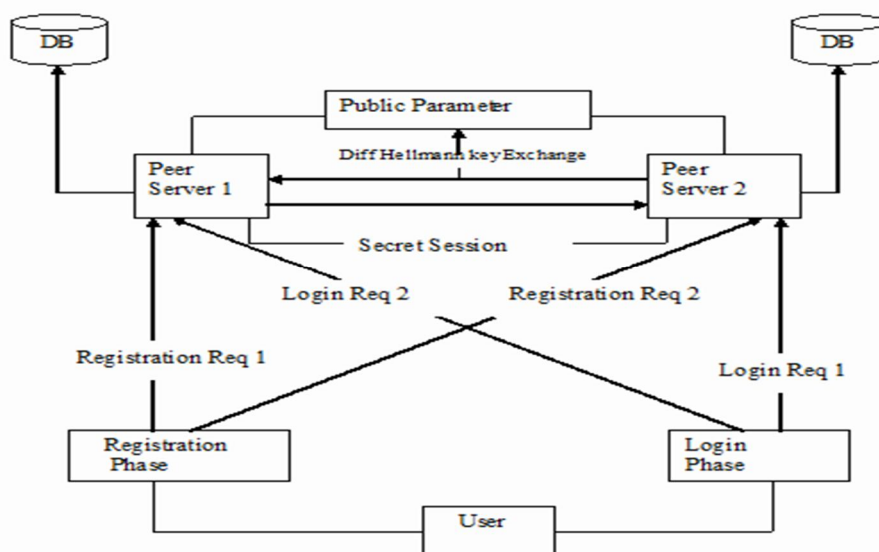 DB
DB
Public Parameter
Diff Hellmann key Exchange
Peer
Server 1
Peer
Server 2
Secret Session
Login Req 2
Registration Req 2
Registration Req 1
Login Req 1
Registration
Phase
Login
Phase
User